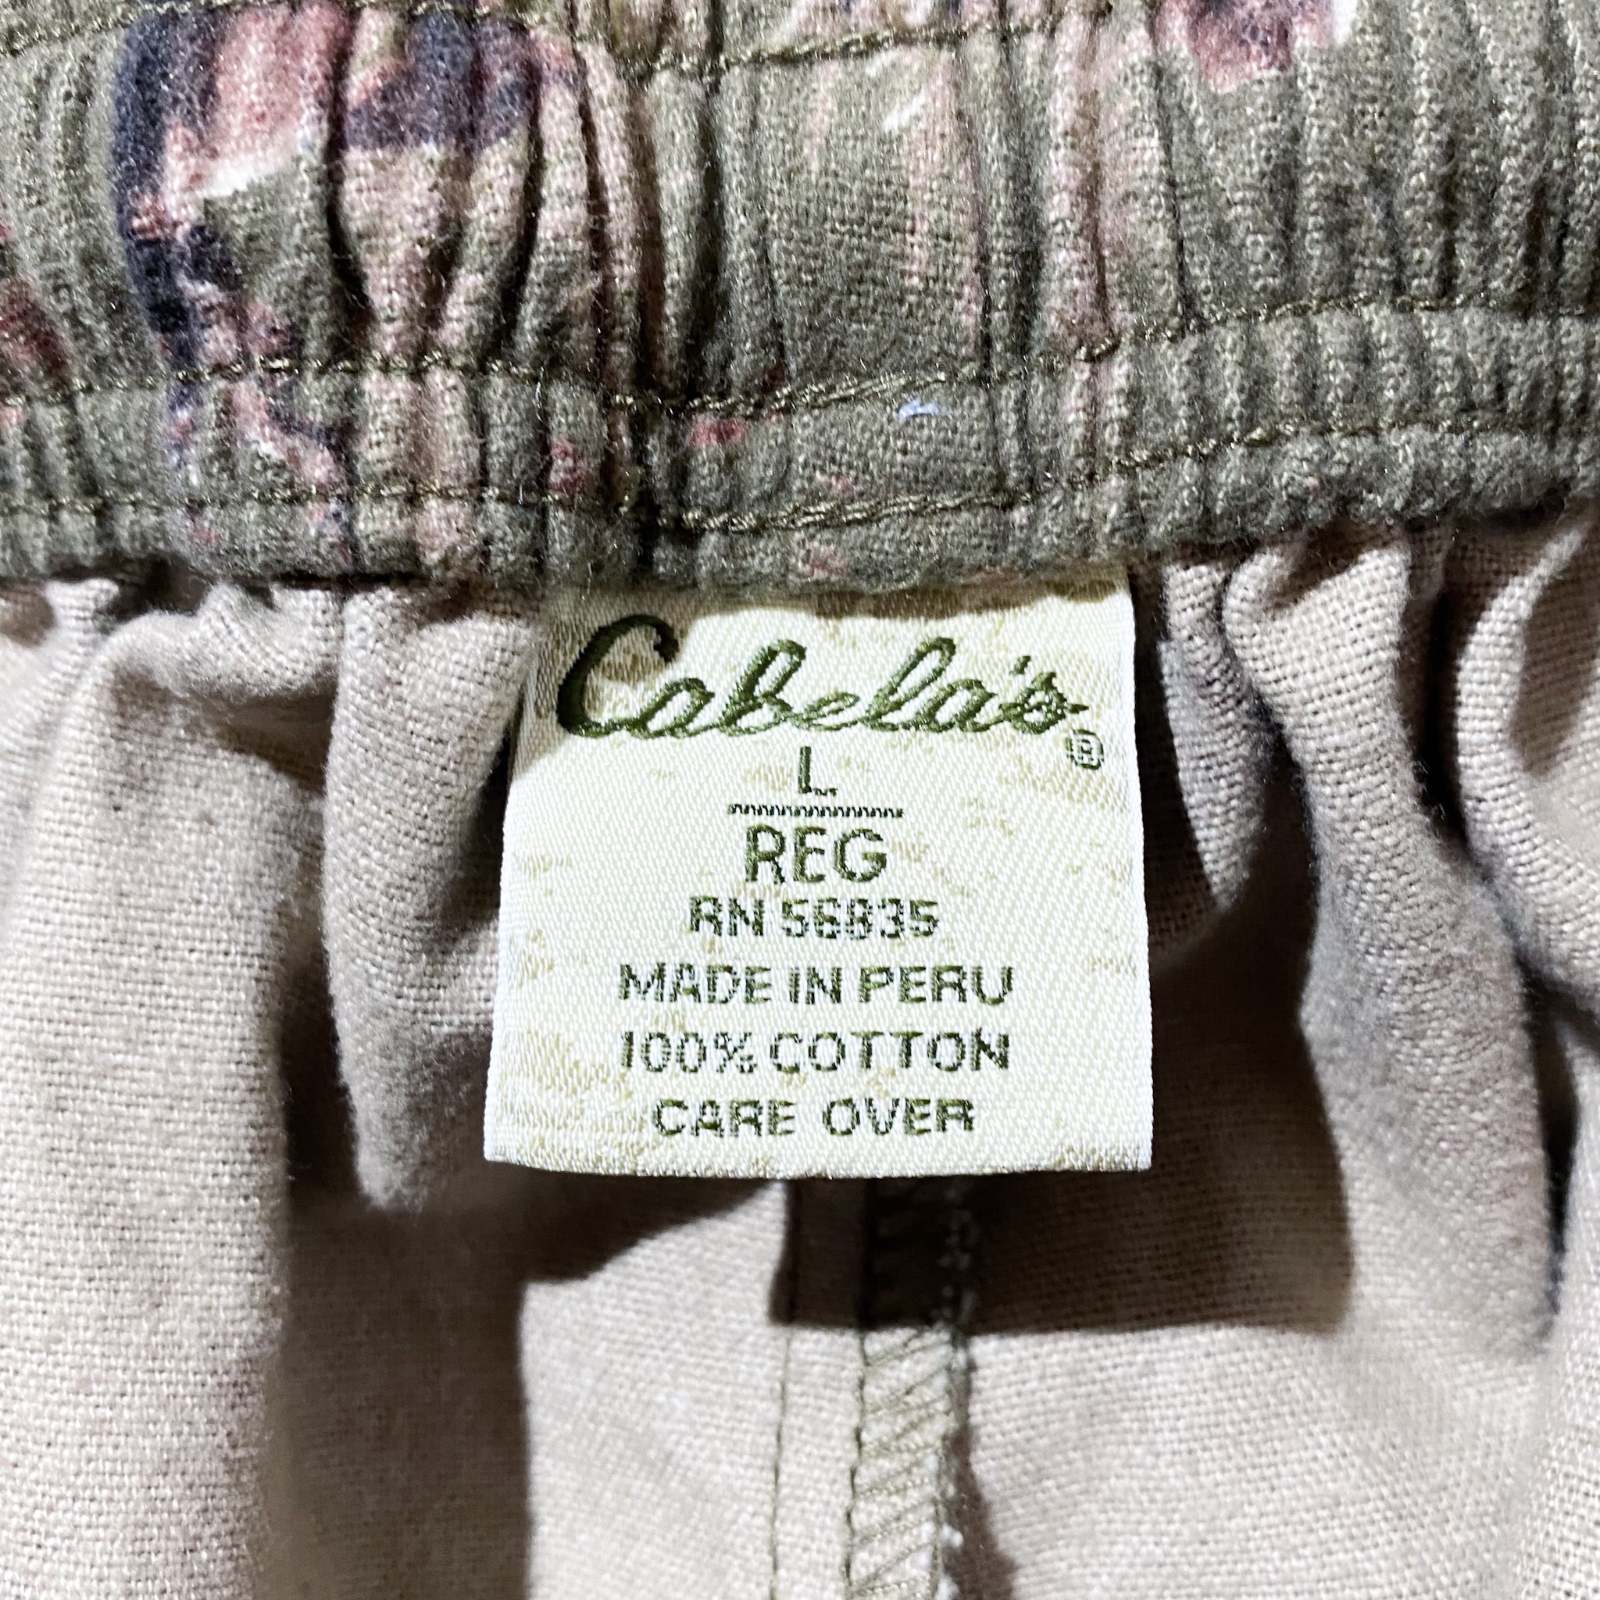 Cabela's®
L
REG
RN 56835
MADE IN PERU
100% COTTON
CARE OVER